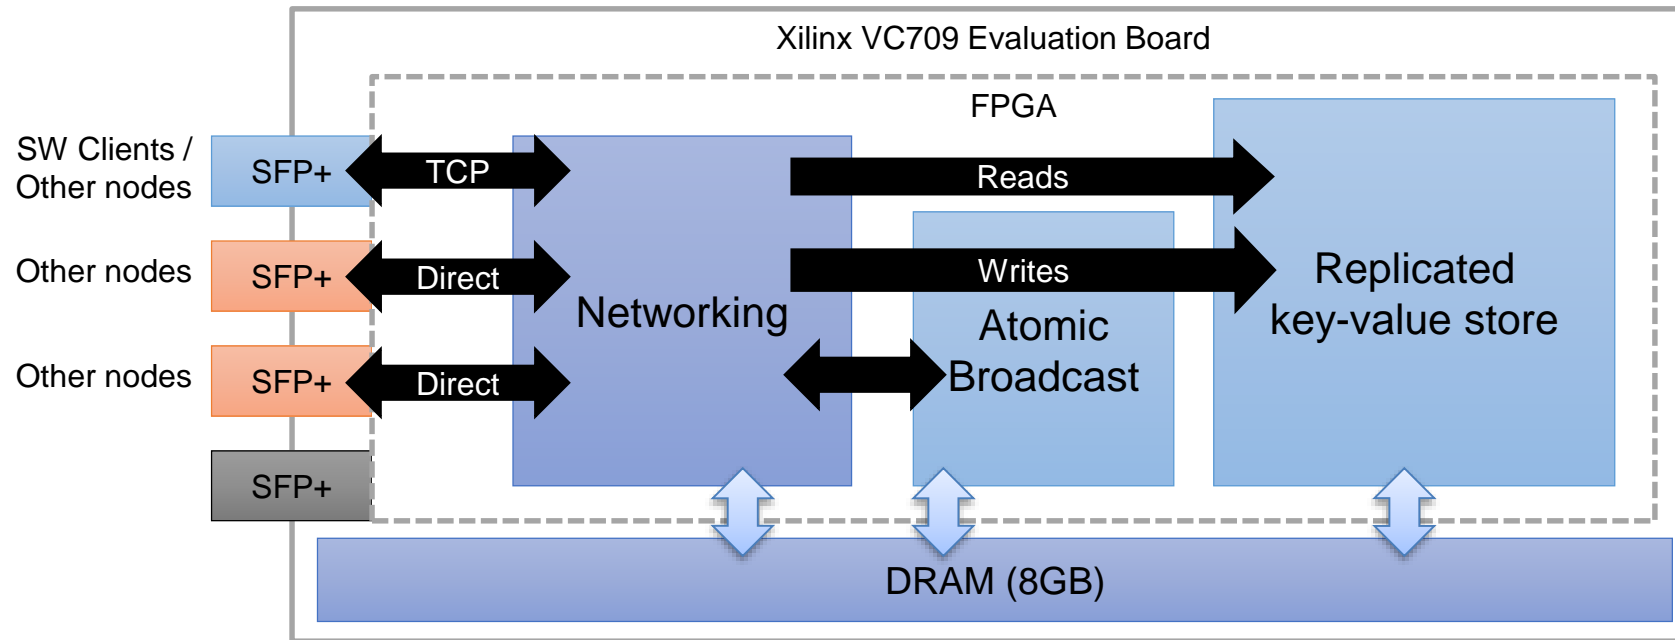 Xilinx VC709 Evaluation Board
FPGA
SW Clients /
Other nodes
SFP+
TCP
Reads
Other nodes
SFP+
Direct
Writes
Other nodes
SFP+
Direct
SFP+
Networking
Atomic
Broadcast
Replicated
key-value store
DRAM (8GB)